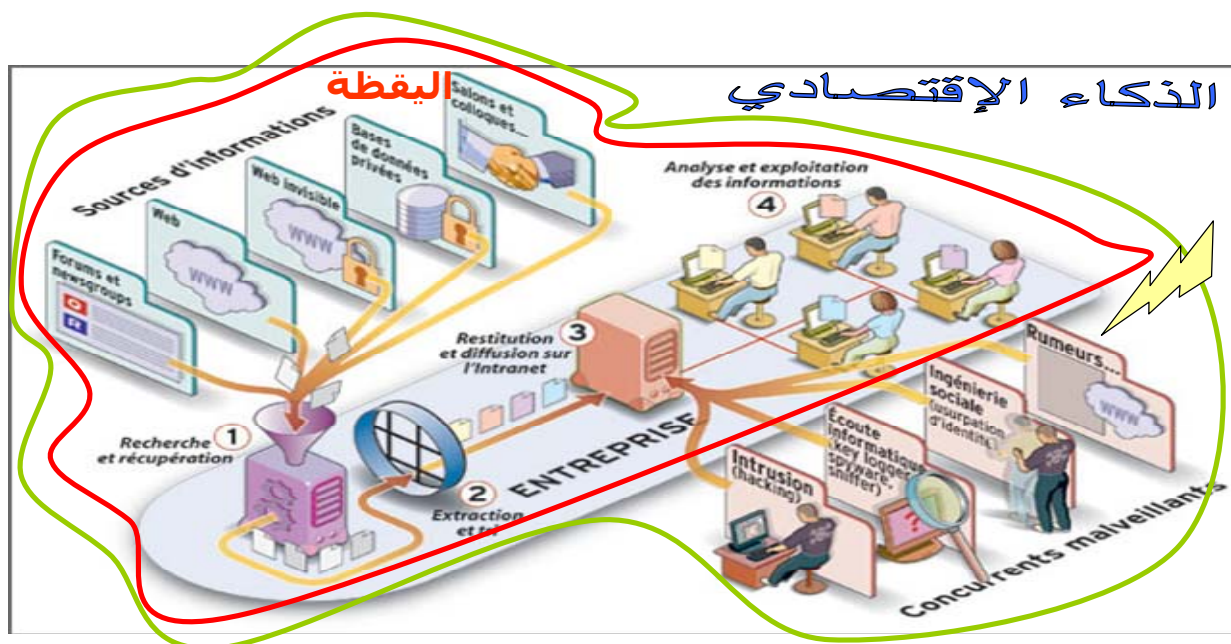 اليقظة
الذكاء الإقتصادي
Sources d'informations
Salons et
colloques...
Bases
de données
privées
Web invisible
www
Web
www
Forums et
newsgroups
O
R
Analyse et exploitation
des informations
4
Restitution
et diffusion sur
l'Intranet
3
Recherche
et récupération
1
2
Extraction
et tri
ENTREPRISE
Rumeurs...
www
Ingénierie
sociale
(usurpation
d'identité)
Écoute
informatique
(key logger,
spyware,
sniffer)
?
Intrusion
(hacking)
Concurrents malveillants